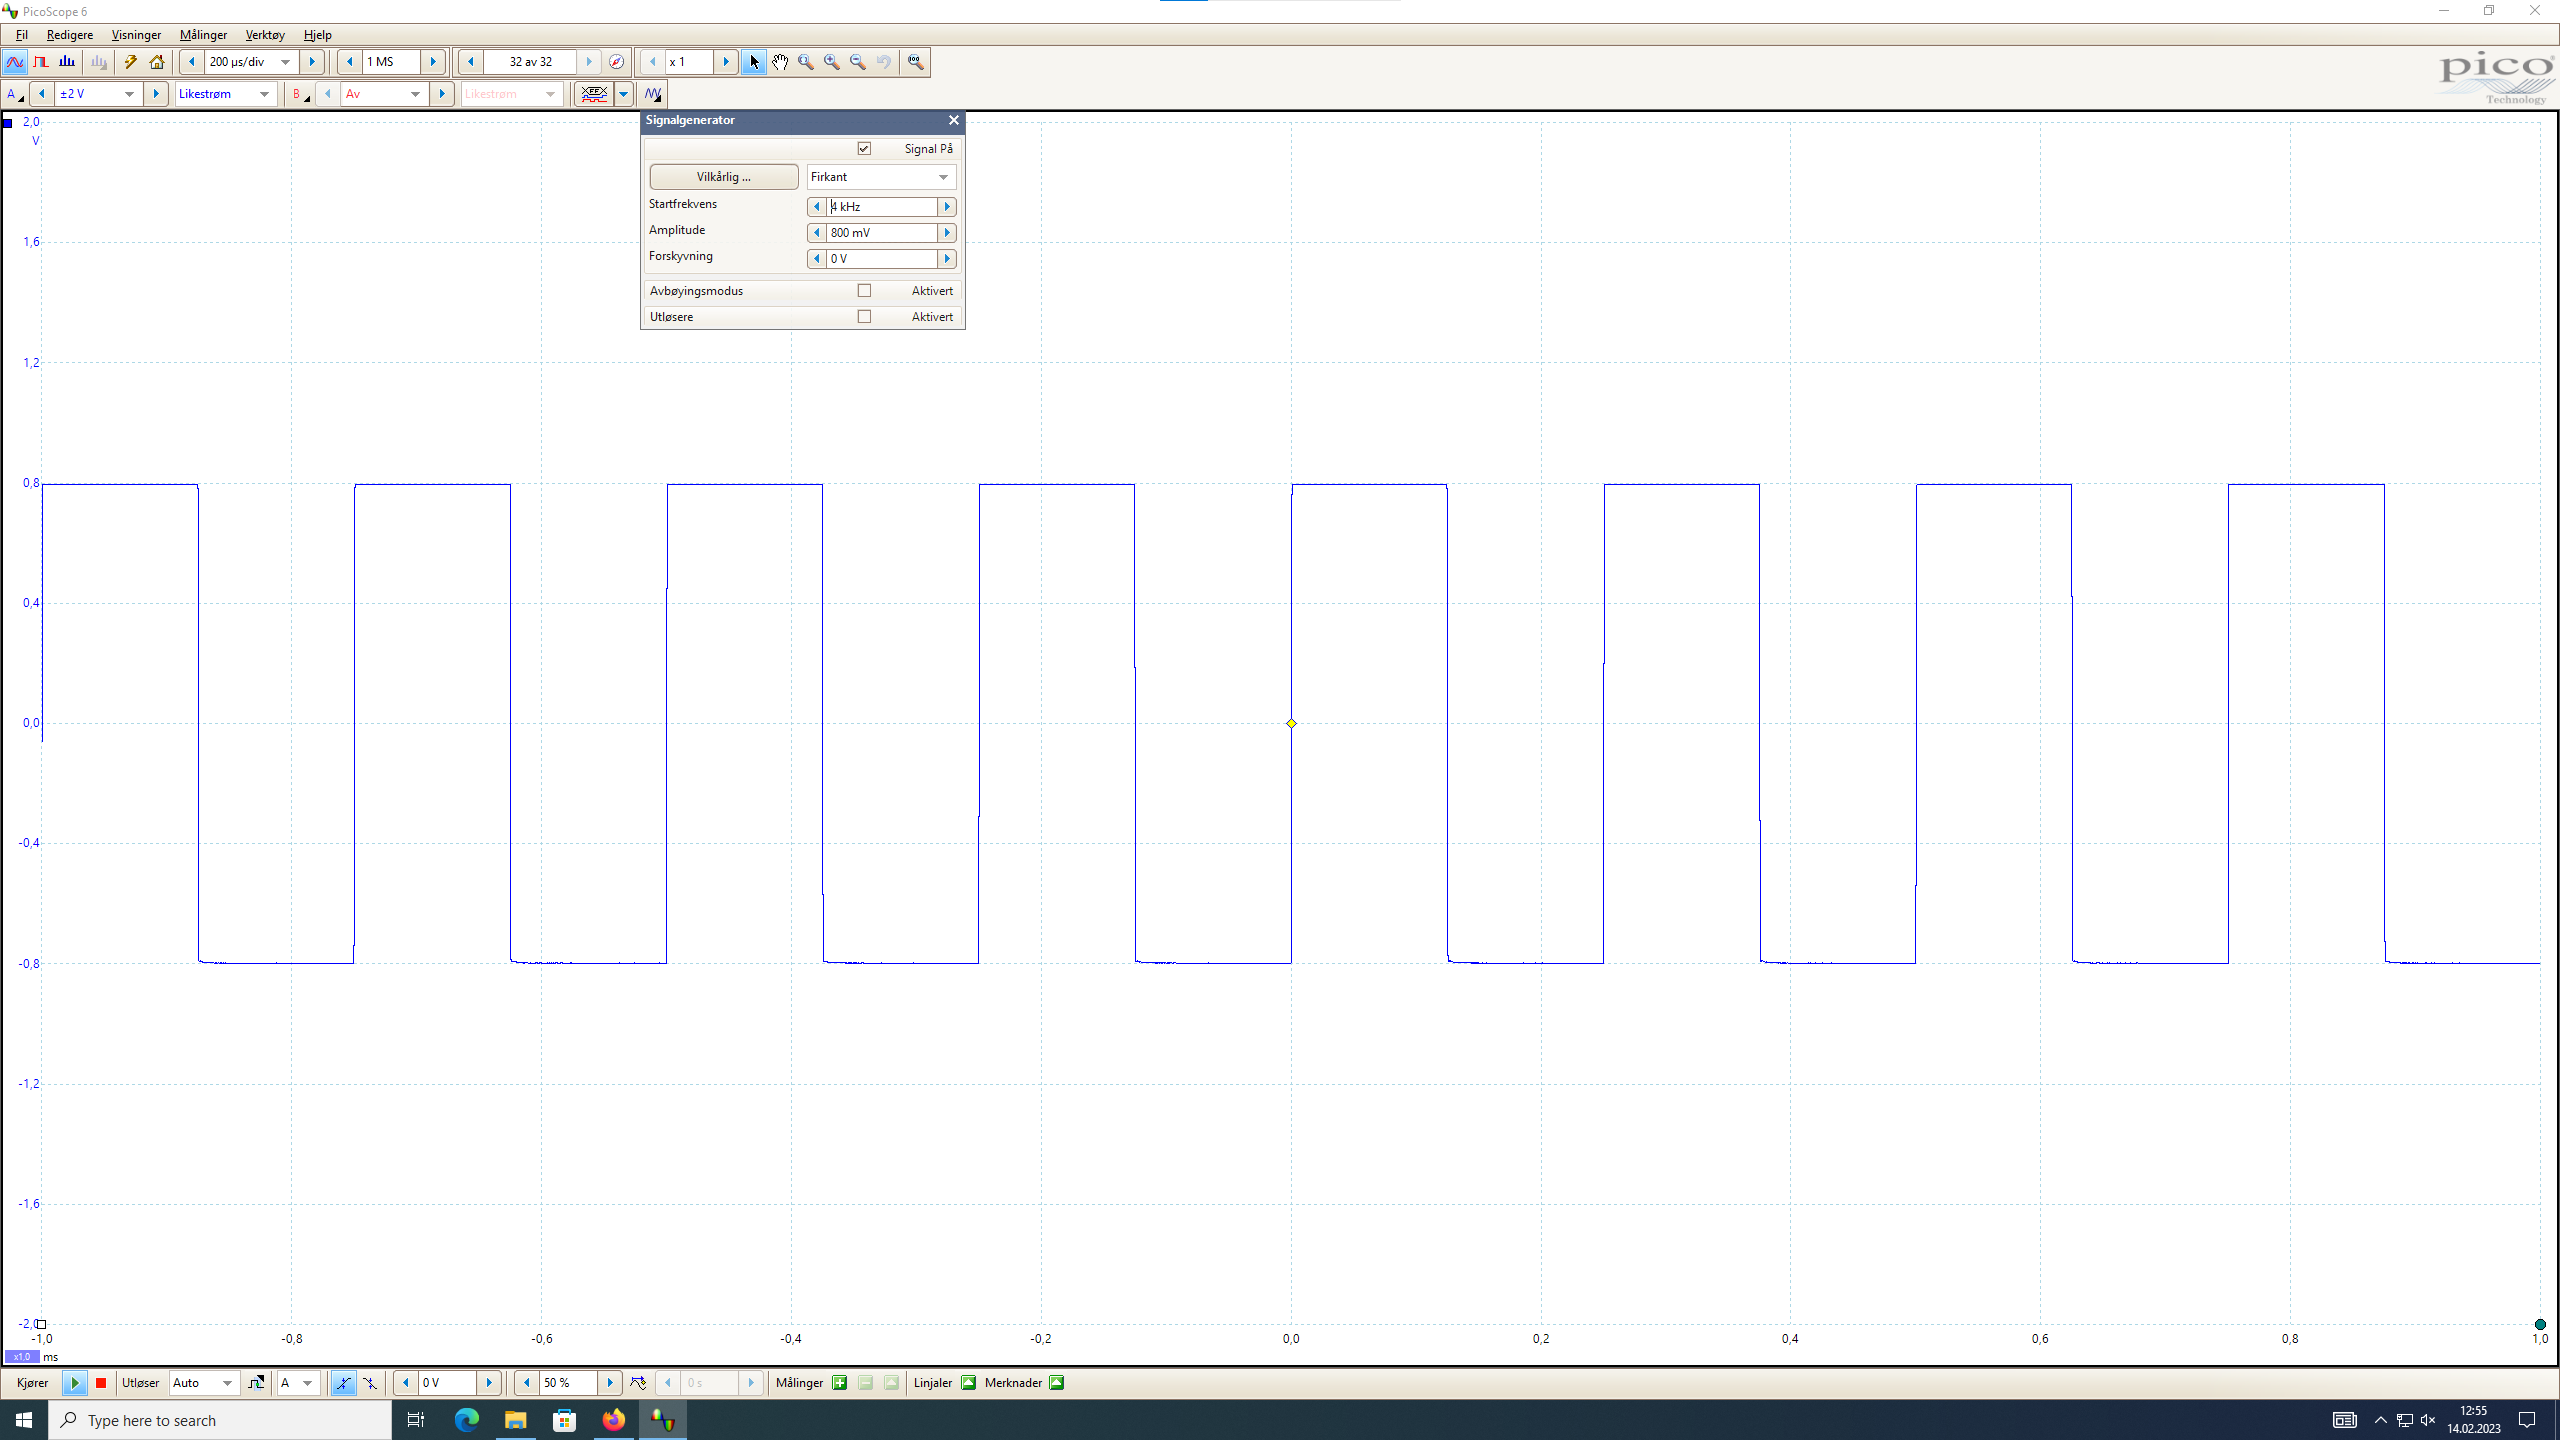 PicoScope 6
Fil Redigere Visninger Målinger Verktøy Hjelp
200 µs/div 1 MS 32 av 32 x 1
A ±2 V Likestrøm B Av Likestrøm
pico
Technology
Signalgenerator
Signal På
Vilkårlig ... Firkant
Startfrekvens 4 kHz
Amplitude 800 mV
Forskyvning 0 V
Avbøyingsmodus Aktivert
Utløsere Aktivert
2,0
V
1,6
1,2
0,8
0,4
0,0
-0,4
-0,8
-1,2
-1,6
-2,0
-1,0 -0,8 -0,6 -0,4 -0,2 0,0 0,2 0,4 0,6 0,8 1,0
x1,0 ms
Kjører Utløser Auto A 0 V 50 % 0 s Målinger Linjaler Merknader
Type here to search
12:55
14.02.2023